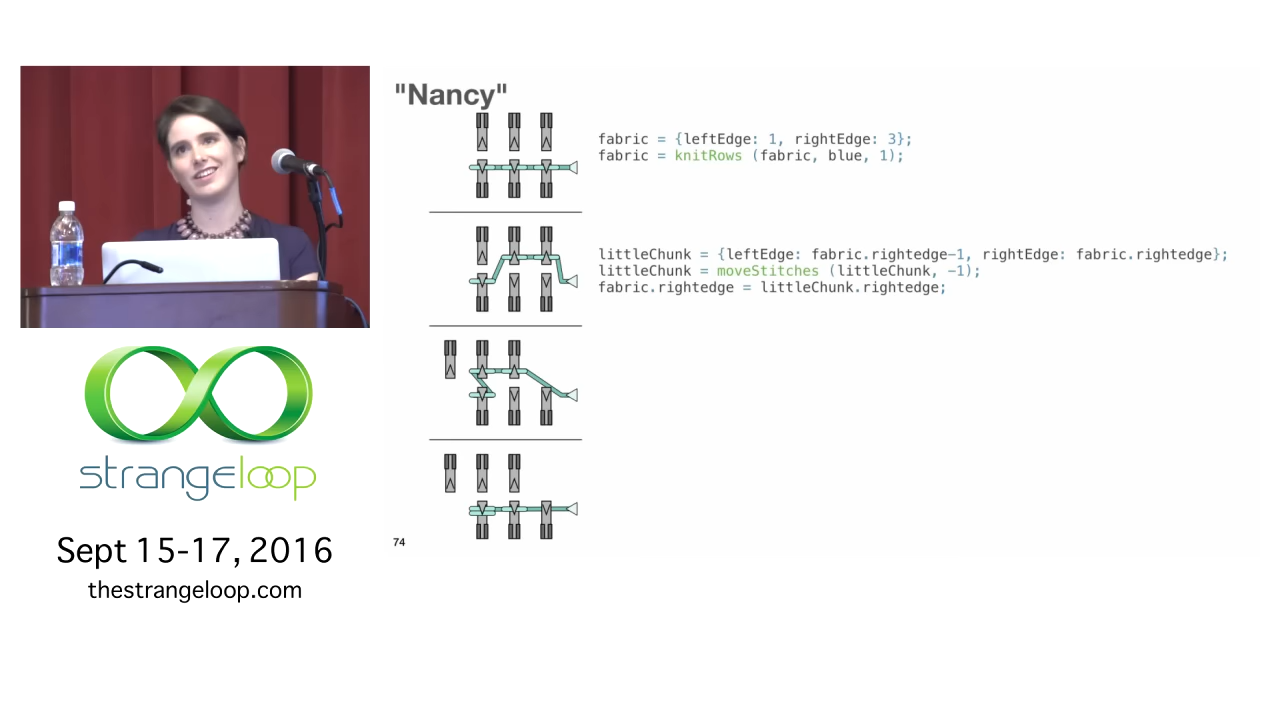 "Nancy"
fabric = {leftEdge: 1, rightEdge: 3};
fabric = knitRows (fabric, blue, 1);
littleChunk = {leftEdge: fabric.rightedge-1, rightEdge: fabric.rightedge};
littleChunk = moveStitches (littleChunk, -1);
fabric.rightedge = littleChunk.rightedge;
74
strangeloop
Sept 15-17, 2016
thestrangeloop.com